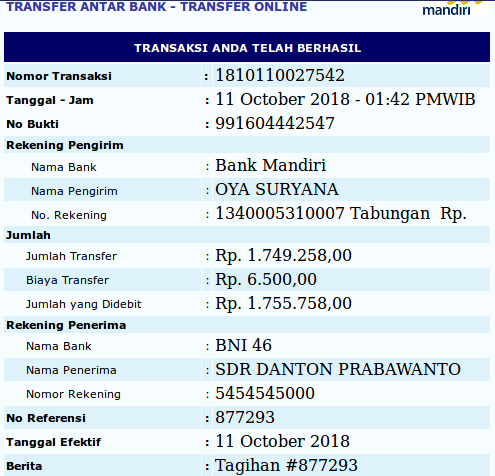 TRANSFER ANTAR BANK - TRANSFER ONLINE
mandiri
TRANSAKSI ANDA TELAH BERHASIL
Nomor Transaksi : 1810110027542
Tanggal - Jam : 11 October 2018 - 01:42 PMWIB
No Bukti : 991604442547
Rekening Pengirim
Nama Bank : Bank Mandiri
Nama Pengirim : OYA SURYANA
No. Rekening : 1340005310007 Tabungan Rp.
Jumlah
Jumlah Transfer : Rp. 1.749.258,00
Biaya Transfer : Rp. 6.500,00
Jumlah yang Didebit : Rp. 1.755.758,00
Rekening Penerima
Nama Bank : BNI 46
Nama Penerima : SDR DANTON PRABAWANTO
Nomor Rekening : 5454545000
No Referensi : 877293
Tanggal Efektif : 11 October 2018
Berita : Tagihan #877293